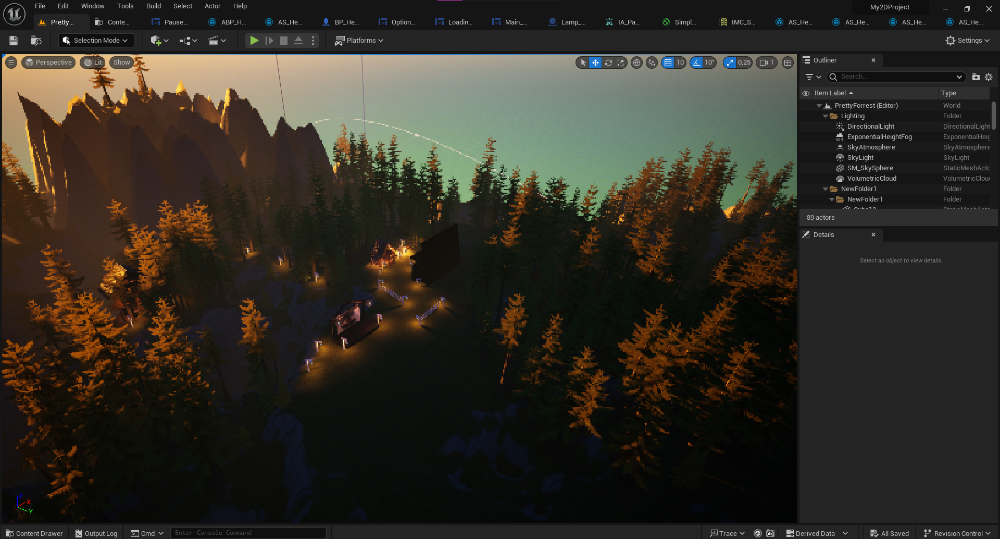 File Edit Window Tools Build Select Actor Help
My2DProject
Pretty... Conte... Pause... ABP_H... AS_He... BP_He... Option... Loadin... Main_... Lamp_... IA_Pa... Simpl... IMC_S... AS_He... AS_He... AS_He... AS_He...
Selection Mode Platforms Settings
Perspective Lit Show 10 10° 0,25 1
Outliner
Search...
Item Label Type
PrettyForrest (Editor) World
Lighting Folder
DirectionalLight DirectionalLight
ExponentialHeightFog ExponentialHeig
SkyAtmosphere SkyAtmosphere
SkyLight SkyLight
SM_SkySphere StaticMeshActo
VolumetricCloud VolumetricClou
NewFolder1 Folder
NewFolder1 Folder
89 actors
Details
Select an object to view details.
Z
X
Y
Content Drawer Output Log Cmd Enter Console Command Trace Derived Data All Saved Revision Control